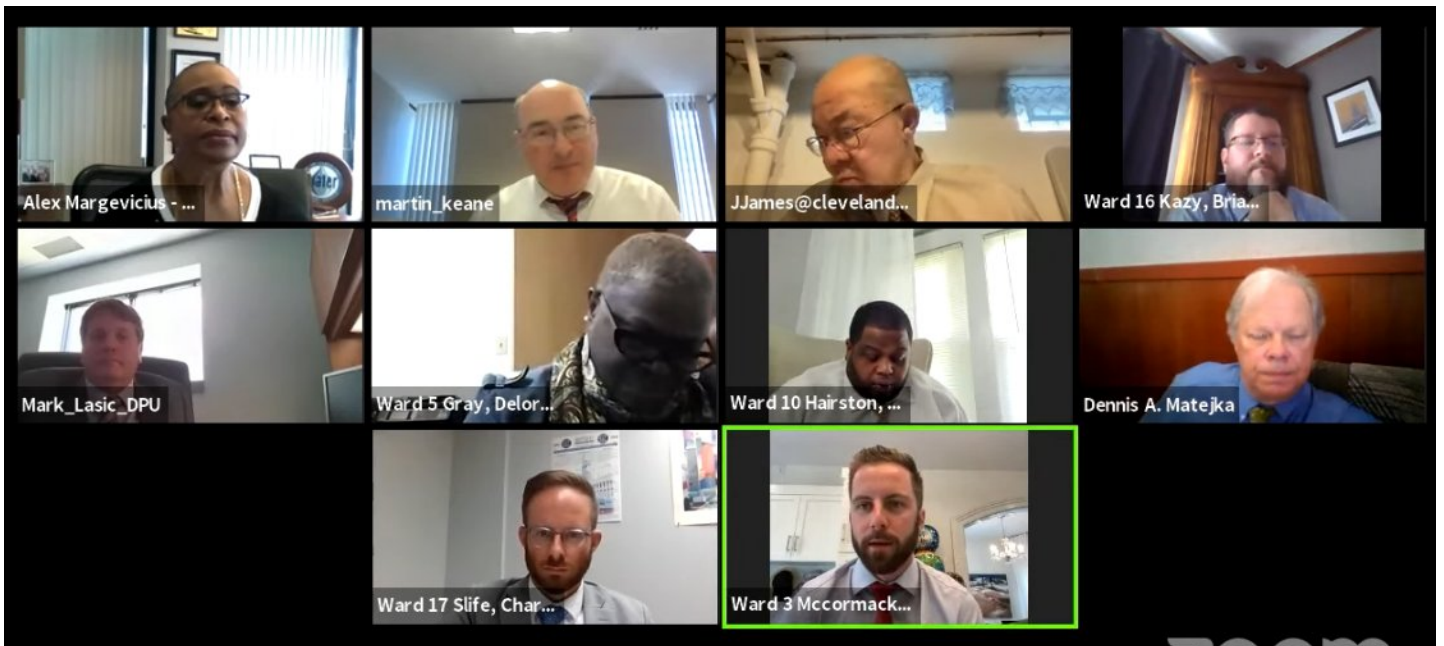 Alex Margevicius - ...
martin_keane
JJames@cleveland...
Ward 16 Kazy, Bria...
Mark_Lasic_DPU
Ward 5 Gray, Delor...
Ward 10 Hairston, ...
Dennis A. Matejka
Ward 17 Slife, Char...
Ward 3 Mccormack...
zoom